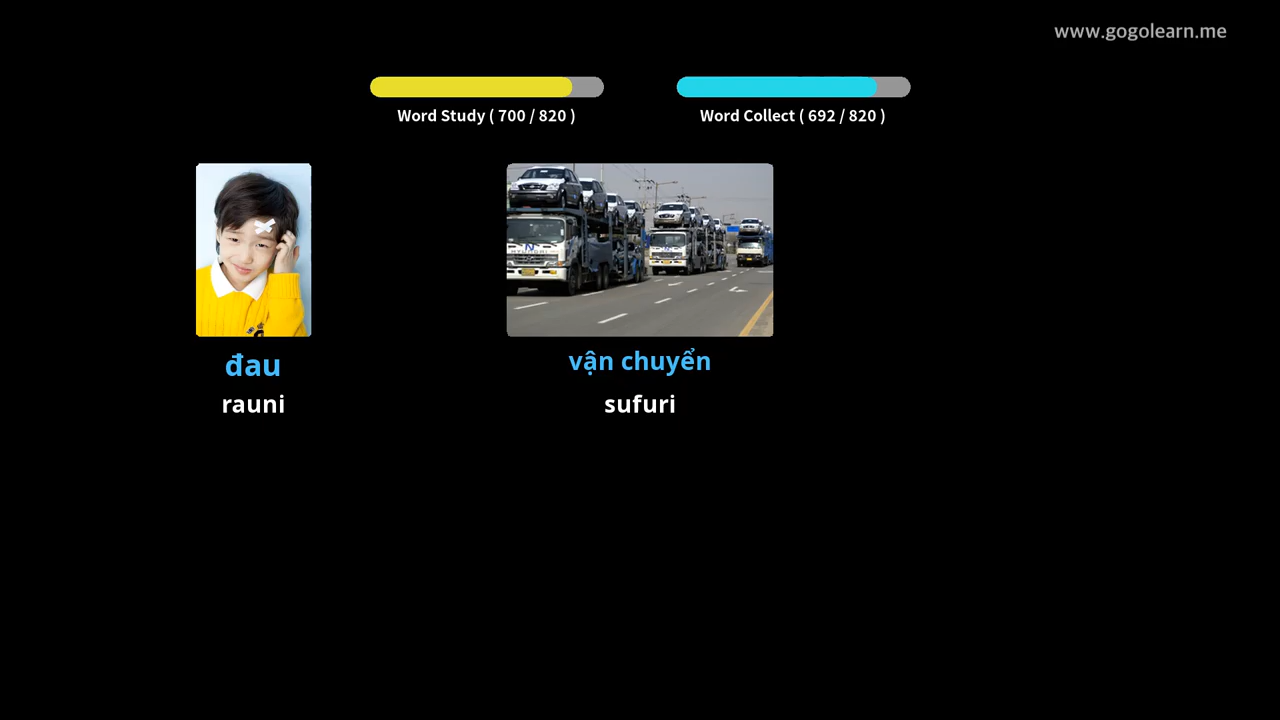 www.gogolearn.me
Word Study ( 700 / 820 )
Word Collect ( 692 / 820 )
đau
rauni
vận chuyển
sufuri